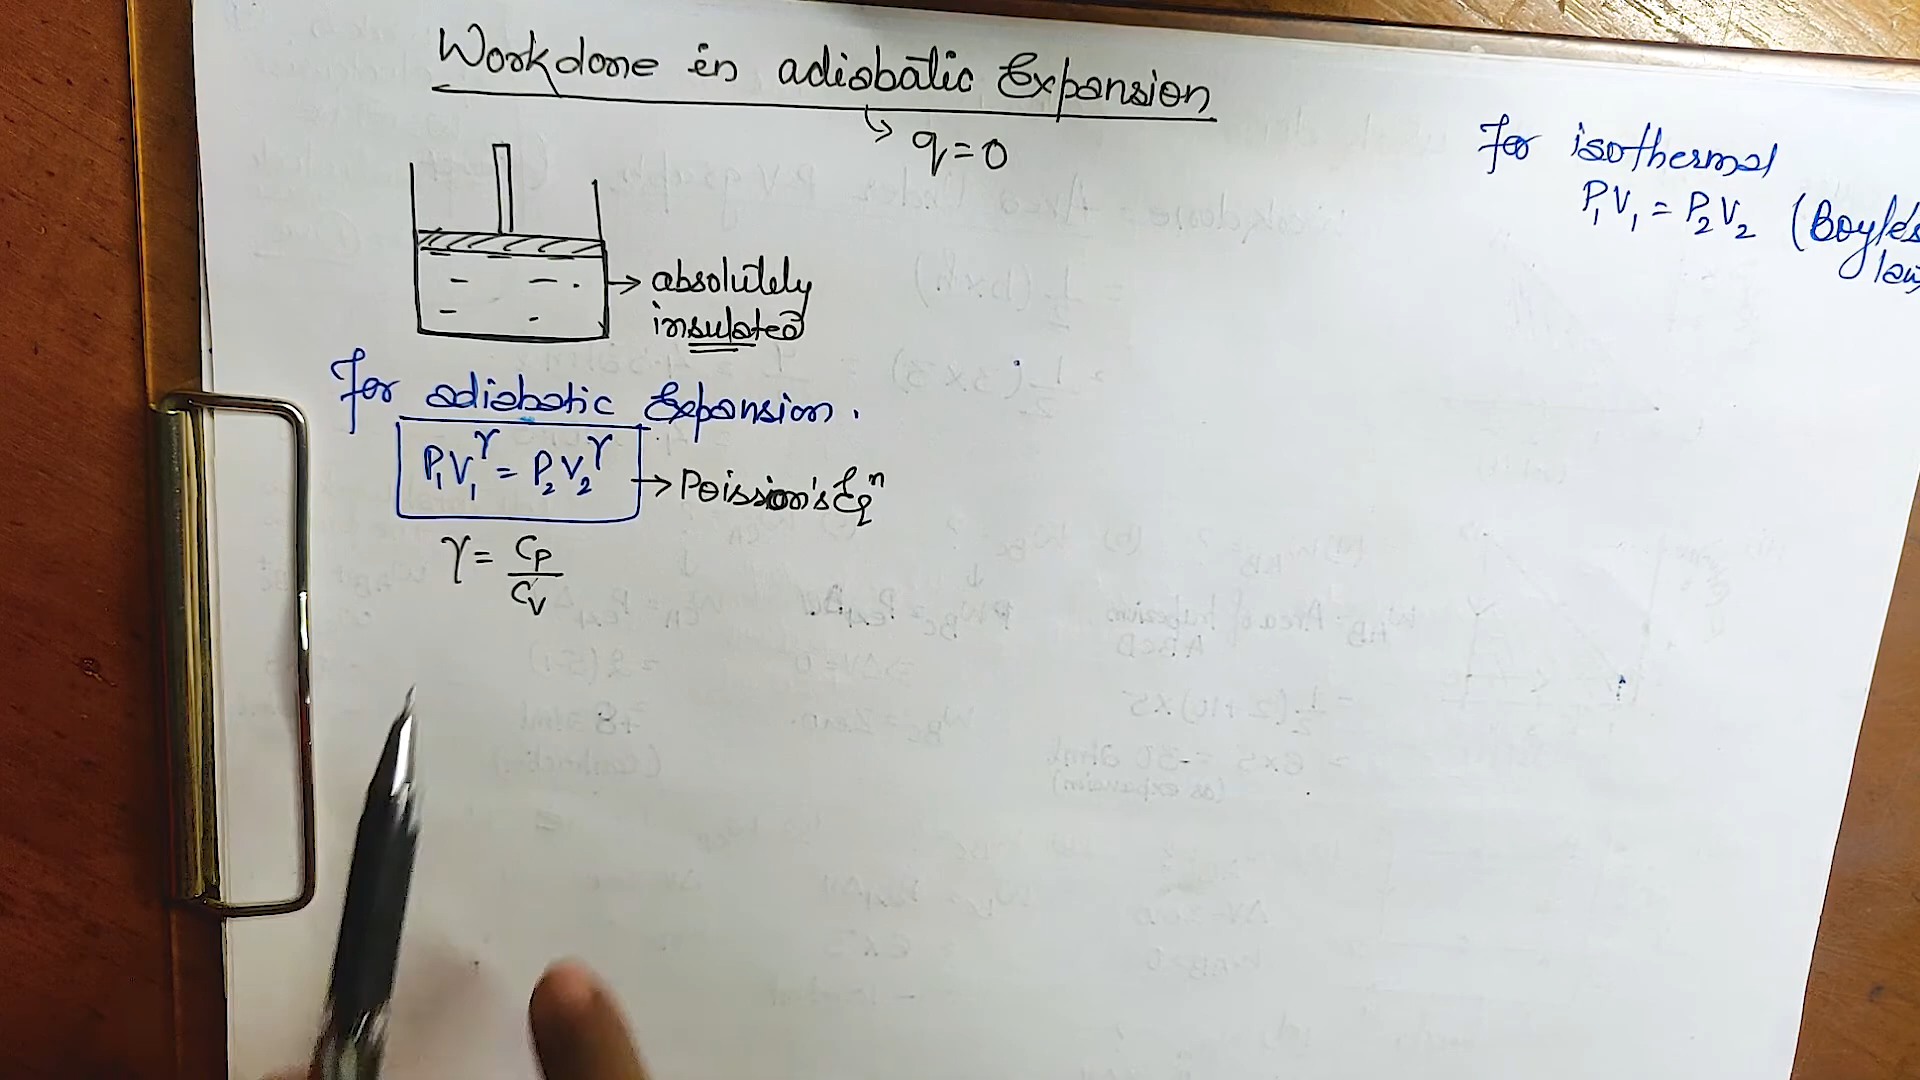 Workdone in adiabatic Expansion
↳ q=0
For isothermal
P₁V₁ = P₂V₂ (Boyle's
law
→ absolutely
insulated
For adiabatic Expansion.
P₁V₁^γ = P₂V₂^γ → Poission's Eqⁿ
γ = Cp/Cv